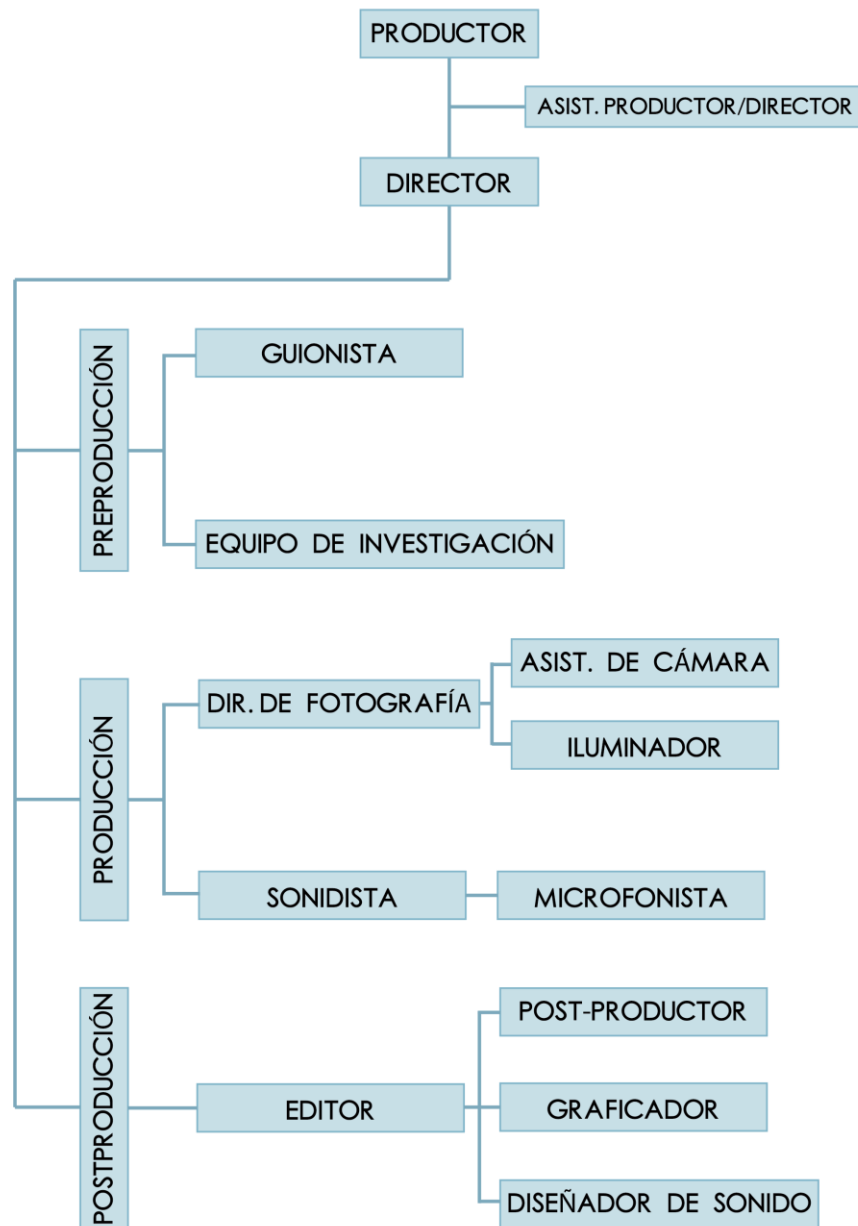 PRODUCTOR
ASIST. PRODUCTOR/DIRECTOR
DIRECTOR
PREPRODUCCIÓN
GUIONISTA
EQUIPO DE INVESTIGACIÓN
PRODUCCIÓN
DIR. DE FOTOGRAFÍA
ASIST. DE CÁMARA
ILUMINADOR
SONIDISTA
MICROFONISTA
POSTPRODUCCIÓN
EDITOR
POST-PRODUCTOR
GRAFICADOR
DISEÑADOR DE SONIDO